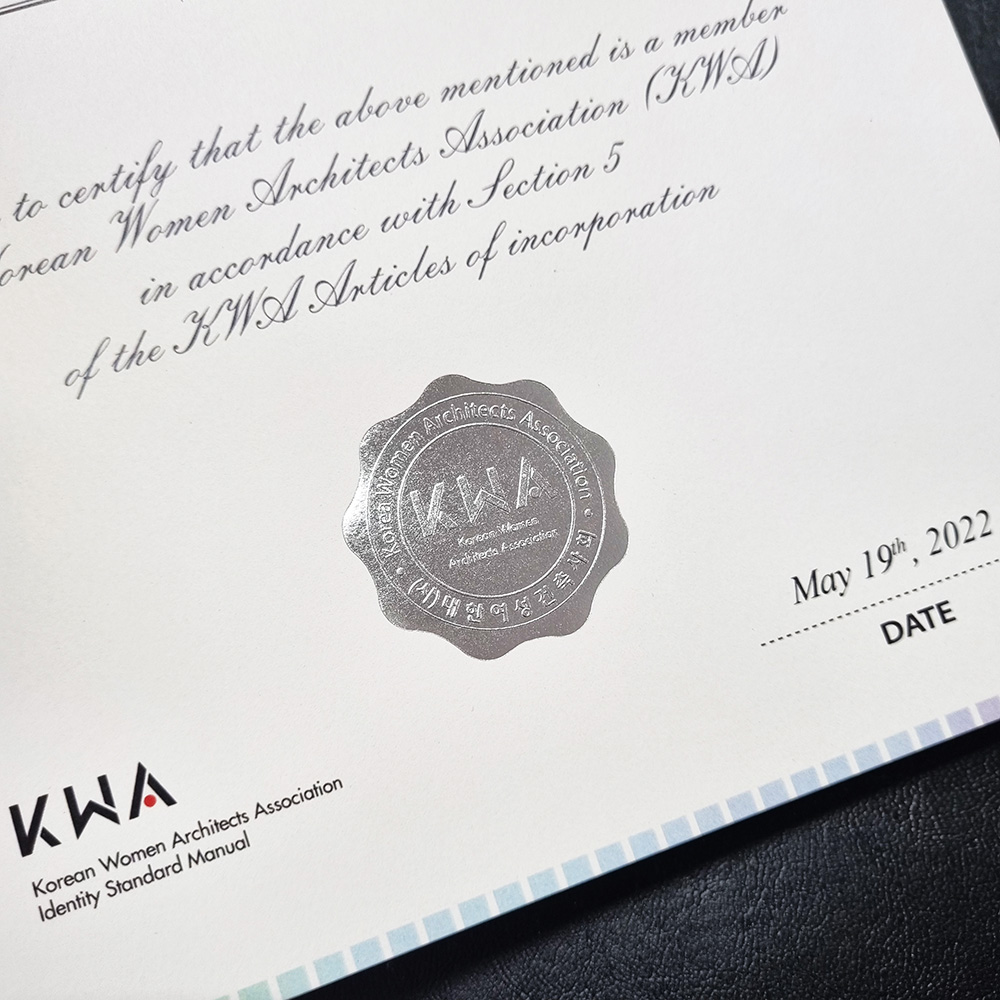 to certify that the above mentioned is a member
orean Women Architects Association (KWA)
in accordance with Section 5
of the KWA Articles of incorporation
Korea Women Architects Association
• (사)한국여성건축가협회 •
KWA
Korean Women
Architects Association
May 19th, 2022
DATE
KWA
Korean Women Architects Association
Identity Standard Manual